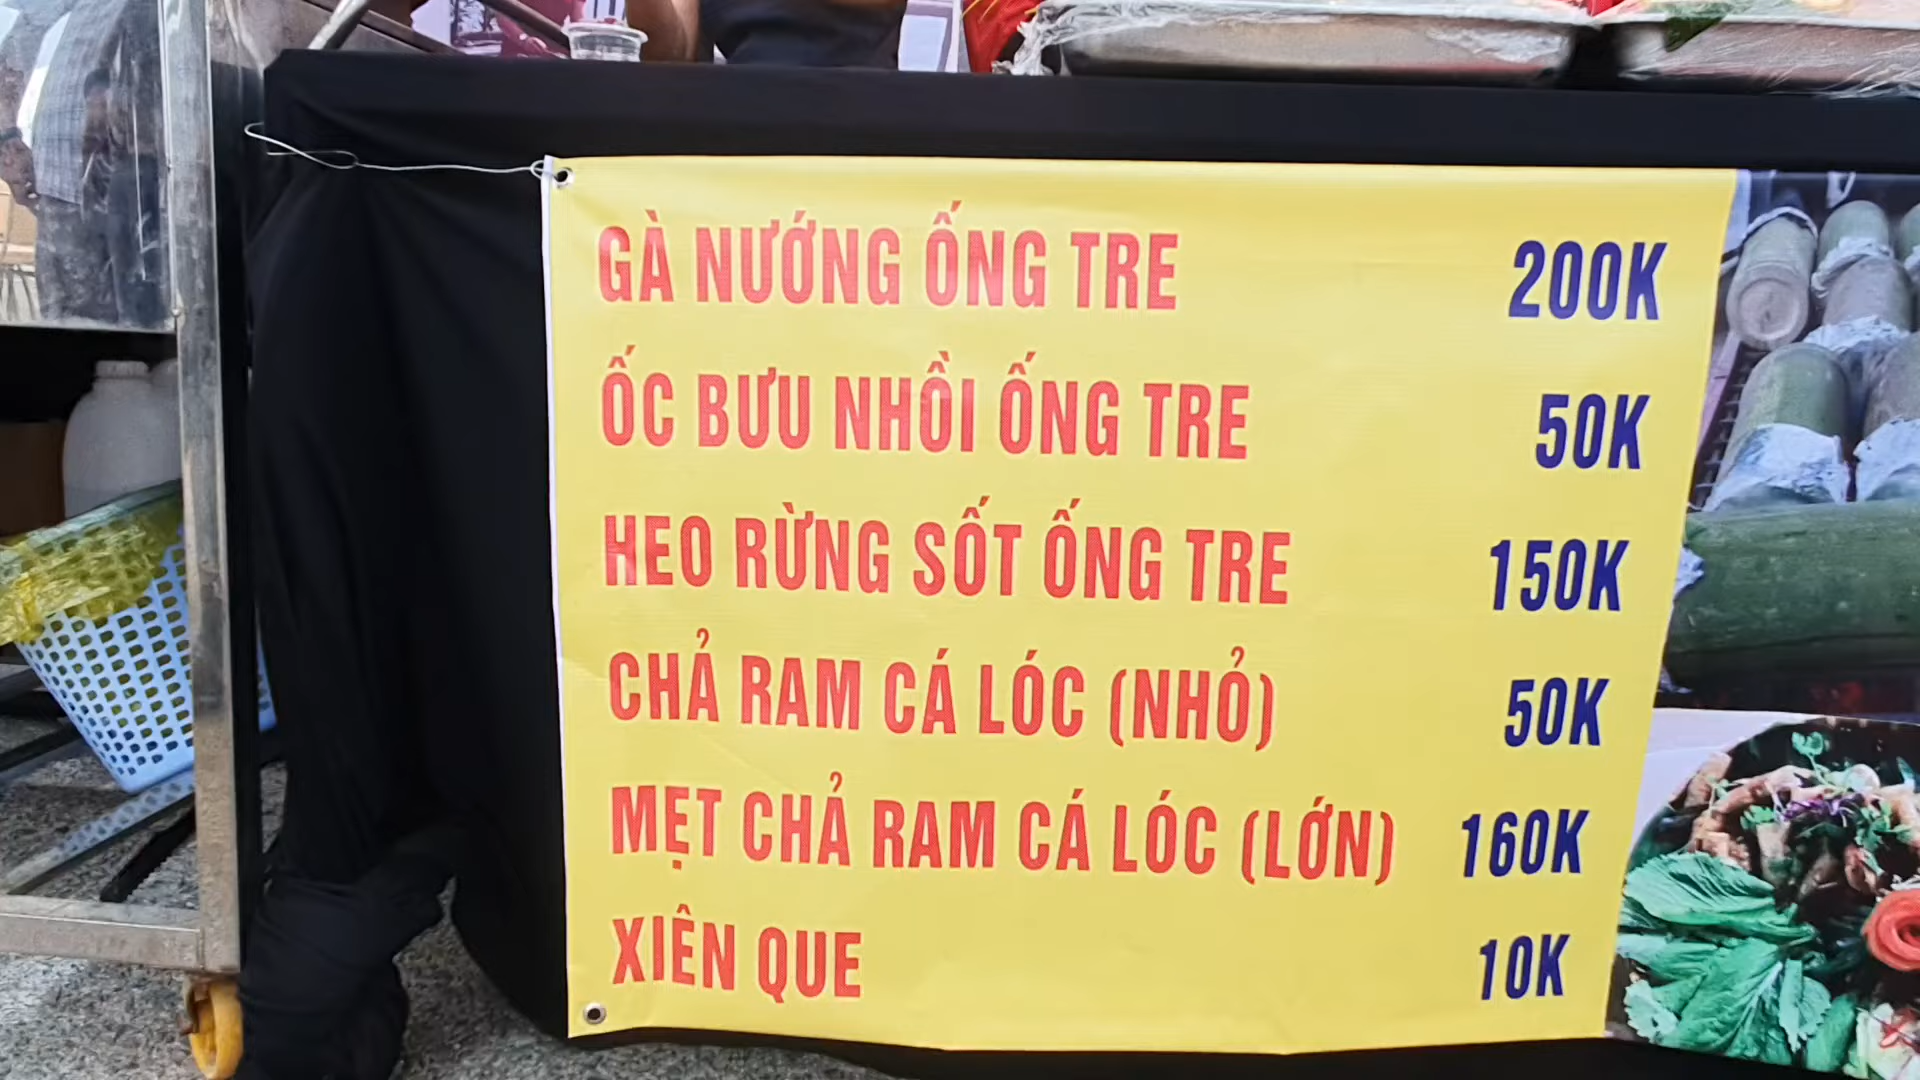 GÀ NƯỚNG ỐNG TRE 200K
ỐC BƯU NHỒI ỐNG TRE 50K
HEO RỪNG SỐT ỐNG TRE 150K
CHẢ RAM CÁ LÓC (NHỎ) 50K
MẸT CHẢ RAM CÁ LÓC (LỚN) 160K
XIÊN QUE 10K